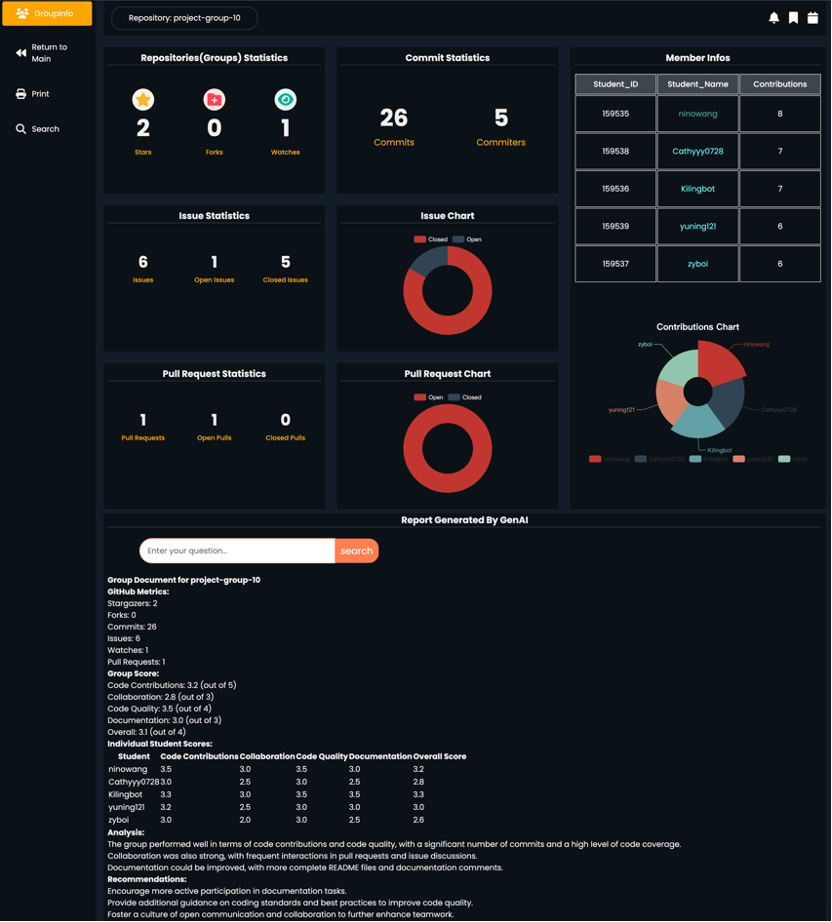 GroupInfo
Return to
Main
Print
Search
Repository: project-group-10
Repositories(Groups) Statistics
2 0 1
Stars Forks Watches
Commit Statistics
26 5
Commits Commiters
Member Infos
Student_ID Student_Name Contributions
159535 ninowang 8
159538 Cathyyy0728 7
159536 Kilingbot 7
159539 yuning121 6
159537 zyboi 6
Issue Statistics
6 1 5
Issues Open Issues Closed Issues
Issue Chart
Closed Open
Contributions Chart
zyboi ninowang
yuning121 Cathyyy0728
Kilingbot
ninowang Cathyyy0728 Kilingbot yuning121 zyboi
Pull Request Statistics
1 1 0
Pull Requests Open Pulls Closed Pulls
Pull Request Chart
Open Closed
Report Generated By GenAI
Enter your question... search
Group Document for project-group-10
GitHub Metrics:
Stargazers: 2
Forks: 0
Commits: 26
Issues: 6
Watches: 1
Pull Requests: 1
Group Score:
Code Contributions: 3.2 (out of 5)
Collaboration: 2.8 (out of 3)
Code Quality: 3.5 (out of 4)
Documentation: 3.0 (out of 3)
Overall: 3.1 (out of 4)
Individual Student Scores:
Student Code Contributions Collaboration Code Quality Documentation Overall Score
ninowang 3.5 3.0 3.5 3.0 3.2
Cathyyy0728 3.0 2.5 3.0 2.5 2.8
Kilingbot 3.3 3.0 3.5 3.5 3.3
yuning121 3.2 2.5 3.0 3.0 3.0
zyboi 3.0 2.0 3.0 2.5 2.6
Analysis:
The group performed well in terms of code contributions and code quality, with a significant number of commits and a high level of code coverage.
Collaboration was also strong, with frequent interactions in pull requests and issue discussions.
Documentation could be improved, with more complete README files and documentation comments.
Recommendations:
Encourage more active participation in documentation tasks.
Provide additional guidance on coding standards and best practices to improve code quality.
Foster a culture of open communication and collaboration to further enhance teamwork.